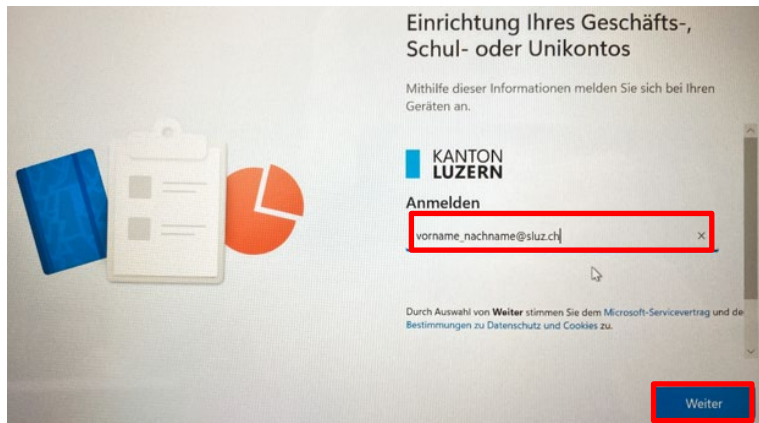 Einrichtung Ihres Geschäfts-,
Schul- oder Unikontos
Mithilfe dieser Informationen melden Sie sich bei Ihren
Geräten an.
KANTON
LUZERN
Anmelden
vorname_nachname@sluz.ch
Durch Auswahl von Weiter stimmen Sie dem Microsoft-Servicevertrag und de
Bestimmungen zu Datenschutz und Cookies zu.
Weiter